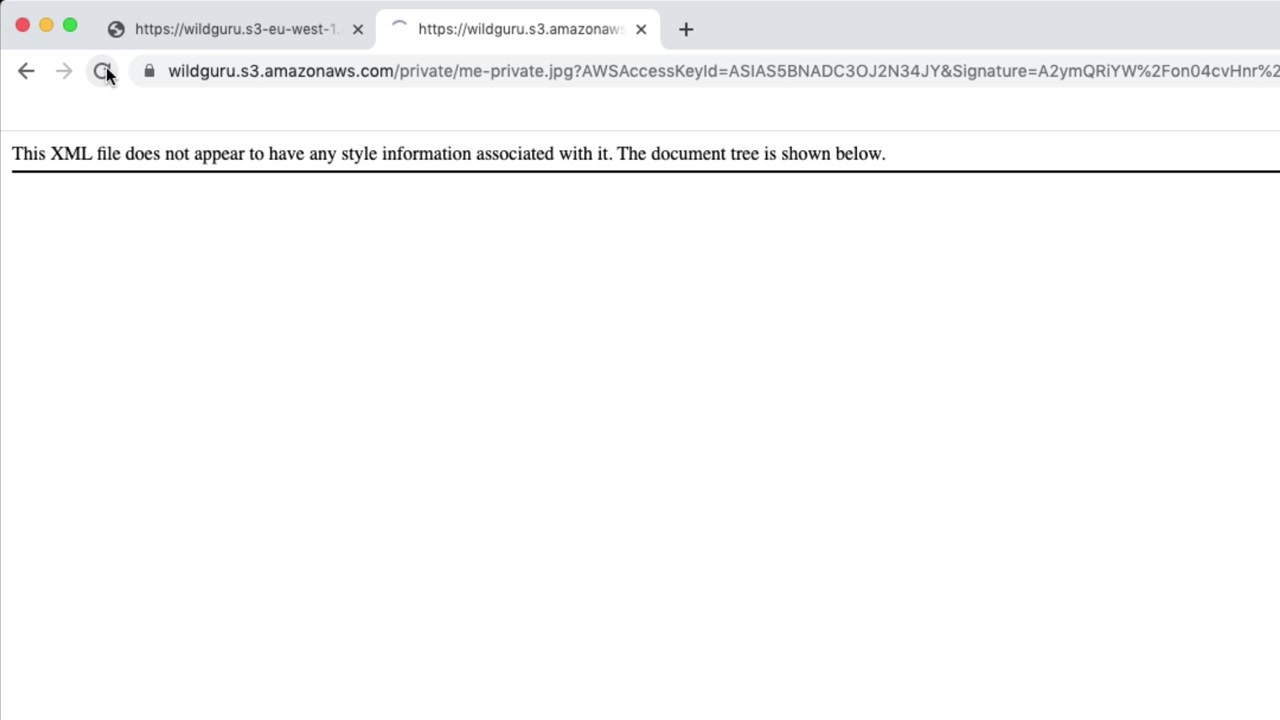 https://wildguru.s3-eu-west-1.
https://wildguru.s3.amazonaws
wildguru.s3.amazonaws.com/private/me-private.jpg?AWSAccessKeyId=ASIAS5BNADC3OJ2N34JY&Signature=A2ymQRiYW%2Fon04cvHnr%2
This XML file does not appear to have any style information associated with it. The document tree is shown below.